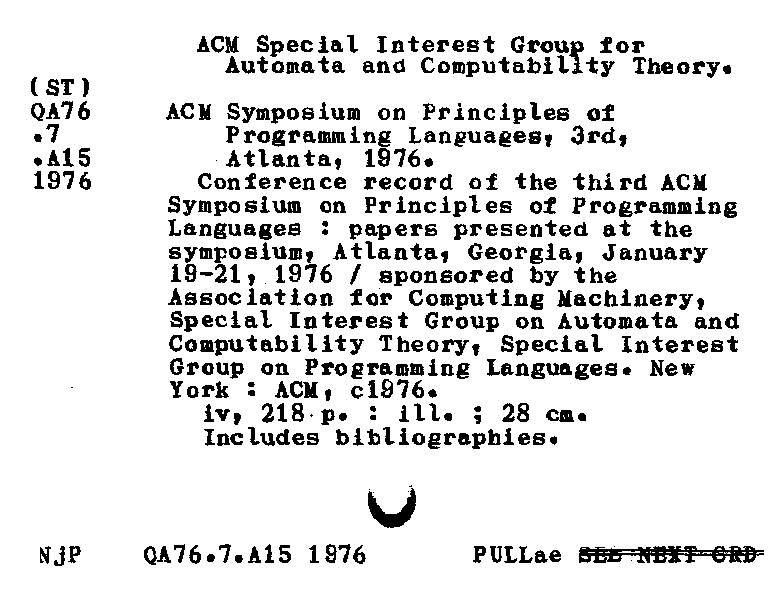 ACM Special Interest Group for
Automata and Computability Theory.
(ST)
QA76 ACM Symposium on Principles of
.7 Programming Languages, 3rd,
.A15 Atlanta, 1976.
1976 Conference record of the third ACM
Symposium on Principles of Programming
Languages : papers presented at the
symposium, Atlanta, Georgia, January
19-21, 1976 / sponsored by the
Association for Computing Machinery,
Special Interest Group on Automata and
Computability Theory, Special Interest
Group on Programming Languages. New
York : ACM, c1976.
iv, 218 p. : ill. ; 28 cm.
Includes bibliographies.
NjP QA76.7.A15 1976 PULLae SEE NEXT CRD